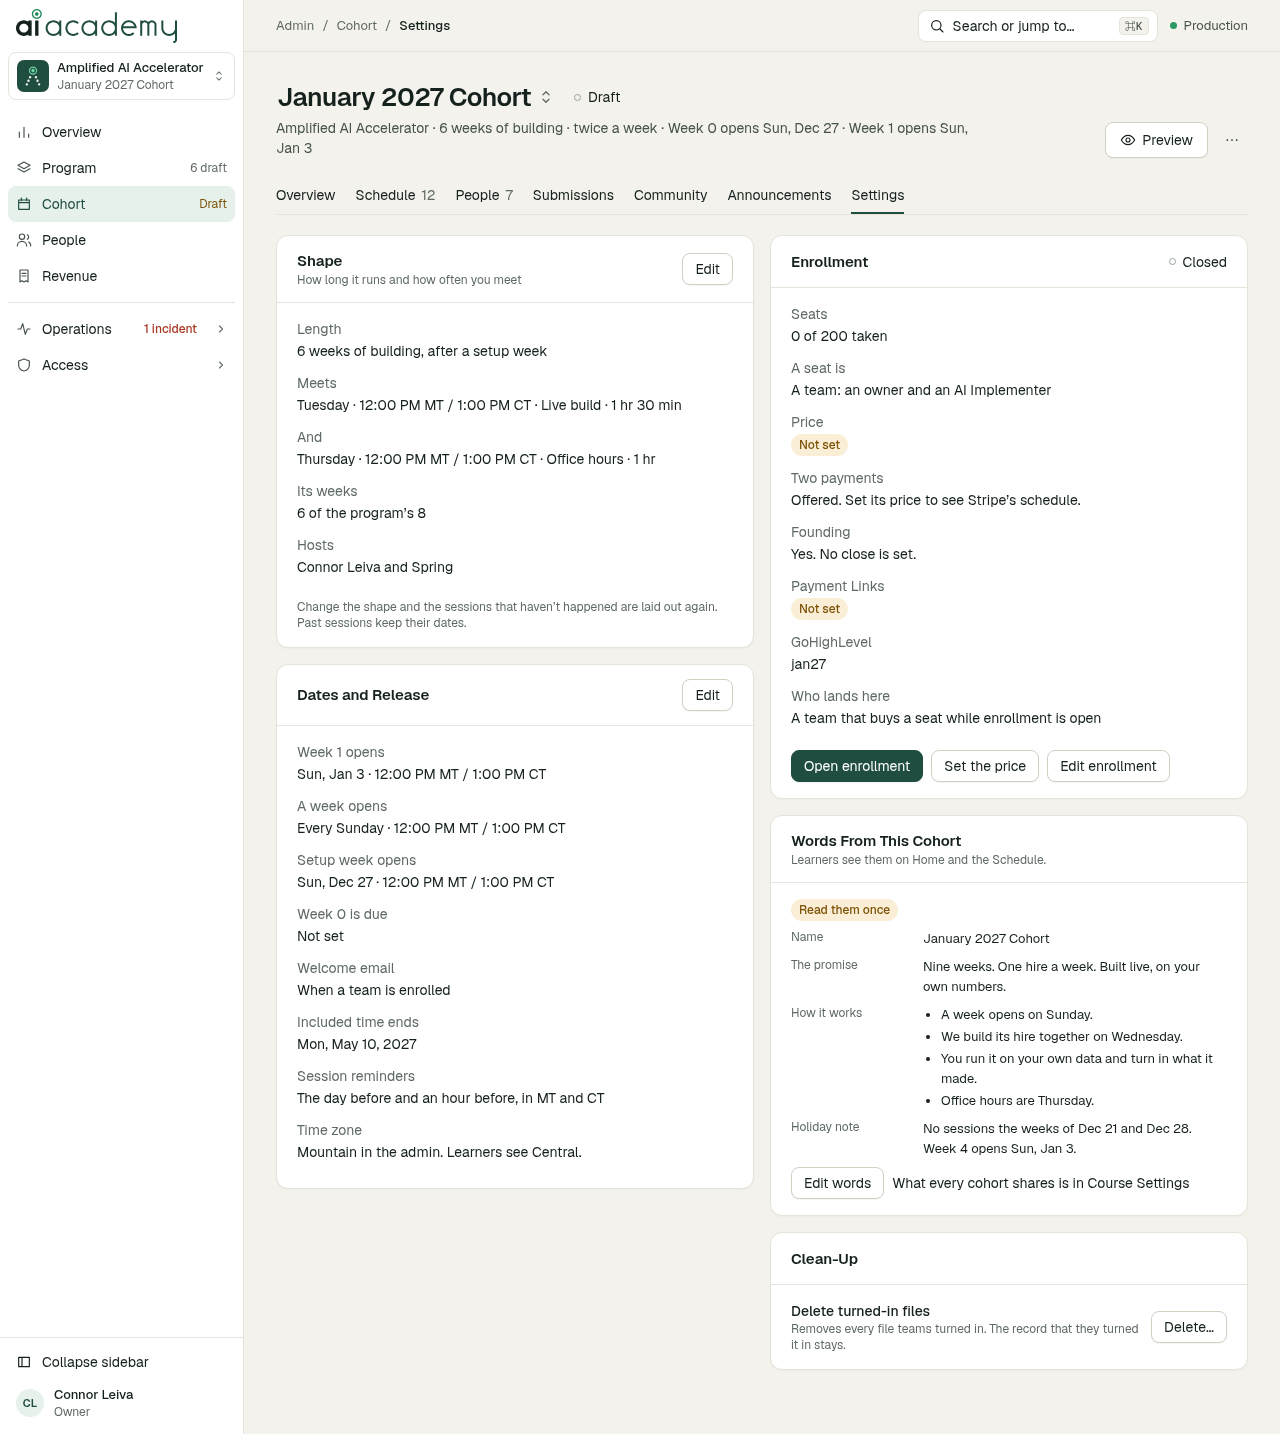 ai academy
Amplified AI Accelerator
January 2027 Cohort
Overview
Program 6 draft
Cohort Draft
People
Revenue
Operations 1 incident
Access
Collapse sidebar
CL
Connor Leiva
Owner
Admin / Cohort / Settings
Search or jump to… ⌘K
Production
January 2027 Cohort
Draft
Amplified AI Accelerator · 6 weeks of building · twice a week · Week 0 opens Sun, Dec 27 · Week 1 opens Sun,
Jan 3
Preview
···
Overview Schedule 12 People 7 Submissions Community Announcements Settings
Shape
How long it runs and how often you meet
Edit
Length
6 weeks of building, after a setup week
Meets
Tuesday · 12:00 PM MT / 1:00 PM CT · Live build · 1 hr 30 min
And
Thursday · 12:00 PM MT / 1:00 PM CT · Office hours · 1 hr
Its weeks
6 of the program’s 8
Hosts
Connor Leiva and Spring
Change the shape and the sessions that haven’t happened are laid out again.
Past sessions keep their dates.
Dates and Release
Edit
Week 1 opens
Sun, Jan 3 · 12:00 PM MT / 1:00 PM CT
A week opens
Every Sunday · 12:00 PM MT / 1:00 PM CT
Setup week opens
Sun, Dec 27 · 12:00 PM MT / 1:00 PM CT
Week 0 is due
Not set
Welcome email
When a team is enrolled
Included time ends
Mon, May 10, 2027
Session reminders
The day before and an hour before, in MT and CT
Time zone
Mountain in the admin. Learners see Central.
Enrollment
Closed
Seats
0 of 200 taken
A seat is
A team: an owner and an AI Implementer
Price
Not set
Two payments
Offered. Set its price to see Stripe’s schedule.
Founding
Yes. No close is set.
Payment Links
Not set
GoHighLevel
jan27
Who lands here
A team that buys a seat while enrollment is open
Open enrollment Set the price Edit enrollment
Words From This Cohort
Learners see them on Home and the Schedule.
Read them once
Name January 2027 Cohort
The promise Nine weeks. One hire a week. Built live, on your
own numbers.
How it works • A week opens on Sunday.
• We build its hire together on Wednesday.
• You run it on your own data and turn in what it
made.
• Office hours are Thursday.
Holiday note No sessions the weeks of Dec 21 and Dec 28.
Week 4 opens Sun, Jan 3.
Edit words What every cohort shares is in Course Settings
Clean-Up
Delete turned-in files
Removes every file teams turned in. The record that they turned
it in stays.
Delete…